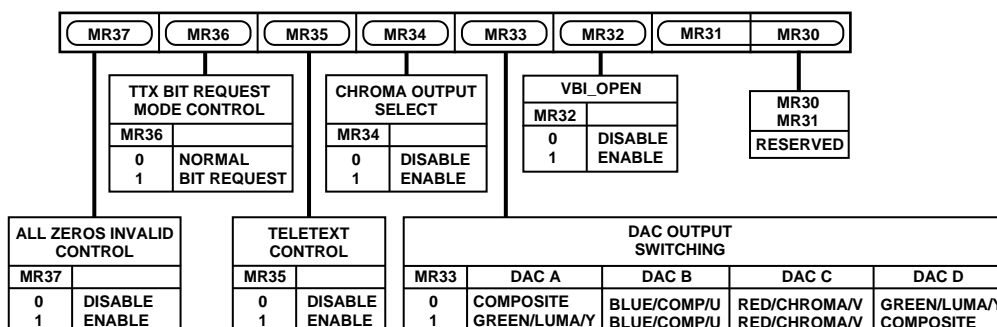 MR37 MR36 MR35 MR34 MR33 MR32 MR31 MR30
TTX BIT REQUEST
MODE CONTROL
MR36
0 NORMAL
1 BIT REQUEST
CHROMA OUTPUT
SELECT
MR34
0 DISABLE
1 ENABLE
VBI_OPEN
MR32
0 DISABLE
1 ENABLE
MR30
MR31
RESERVED
ALL ZEROS INVALID
CONTROL
MR37
0 DISABLE
1 ENABLE
TELETEXT
CONTROL
MR35
0 DISABLE
1 ENABLE
DAC OUTPUT
SWITCHING
MR33 DAC A DAC B DAC C DAC D
0 COMPOSITE BLUE/COMP/U RED/CHROMA/V GREEN/LUMA/Y
1 GREEN/LUMA/Y BLUE/COMP/U RED/CHROMA/V COMPOSITE